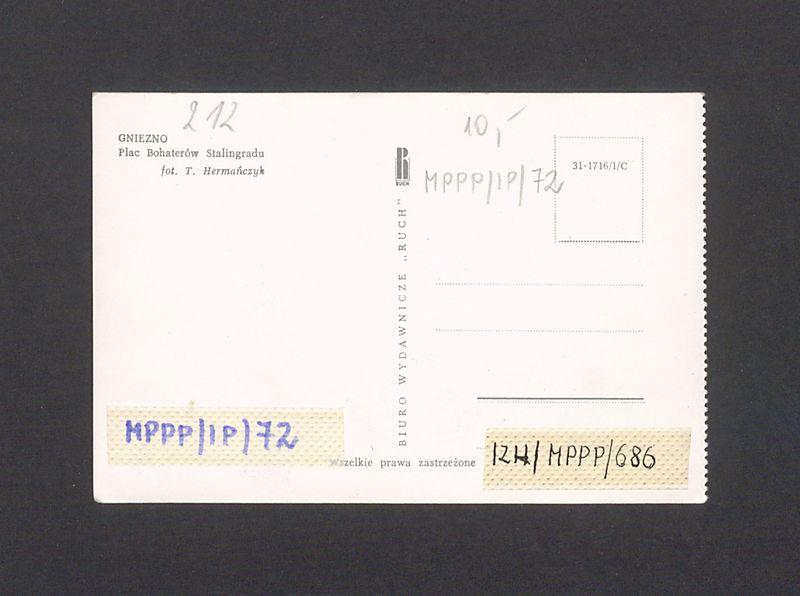 212
GNIEZNO
Plac Bohaterów Stalingradu
fot. T. Hermańczyk
RUCH
BIURO WYDAWNICZE „RUCH"
10,-
MPPP/IP/72
31-1716/1/C
MPPP/IP/72
Wszelkie prawa zastrzeżone
IZH/MPPP/686